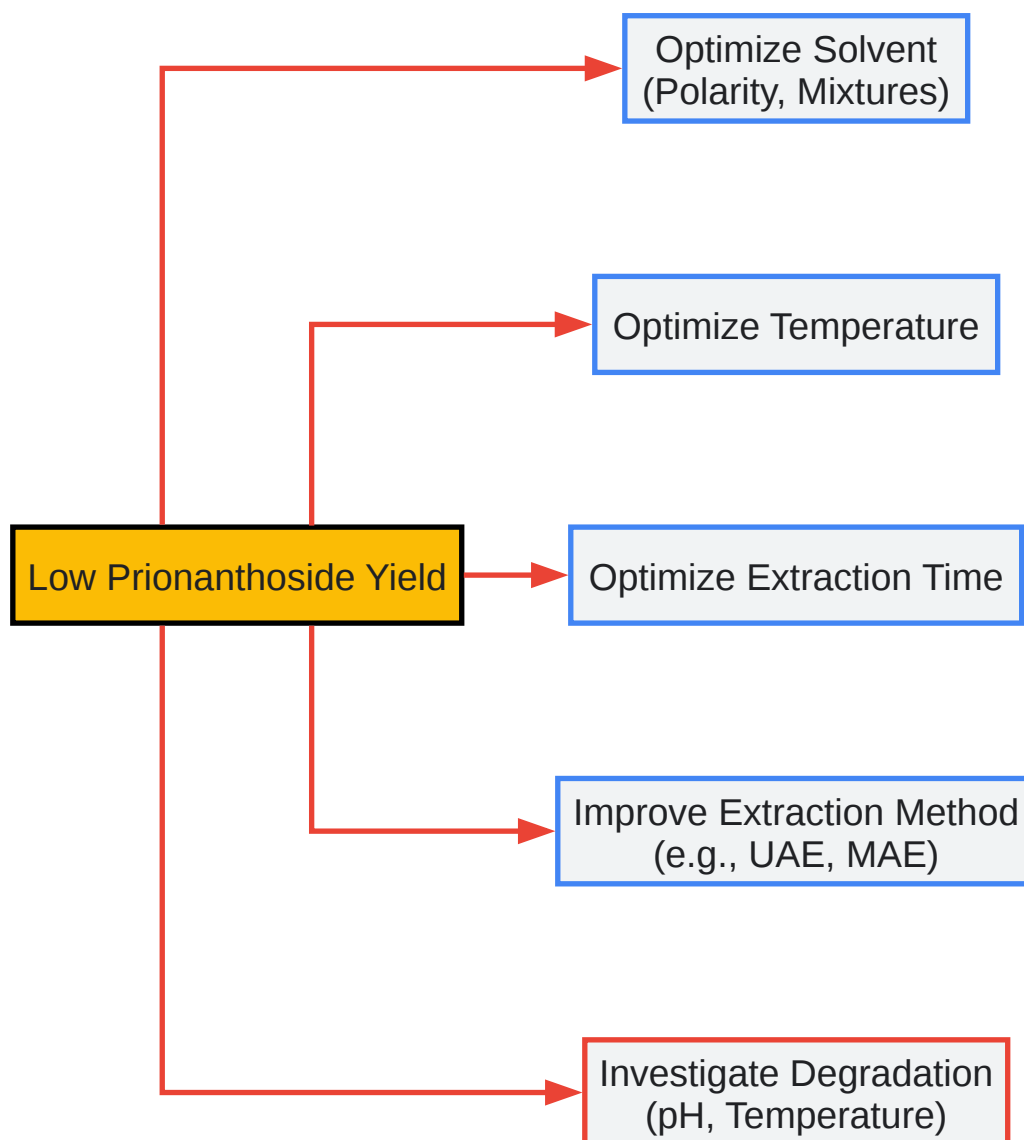 Optimize Solvent
(Polarity, Mixtures)
Optimize Temperature
Low Prionanthoside Yield
Optimize Extraction Time
Improve Extraction Method
(e.g., UAE, MAE)
Investigate Degradation
(pH, Temperature)